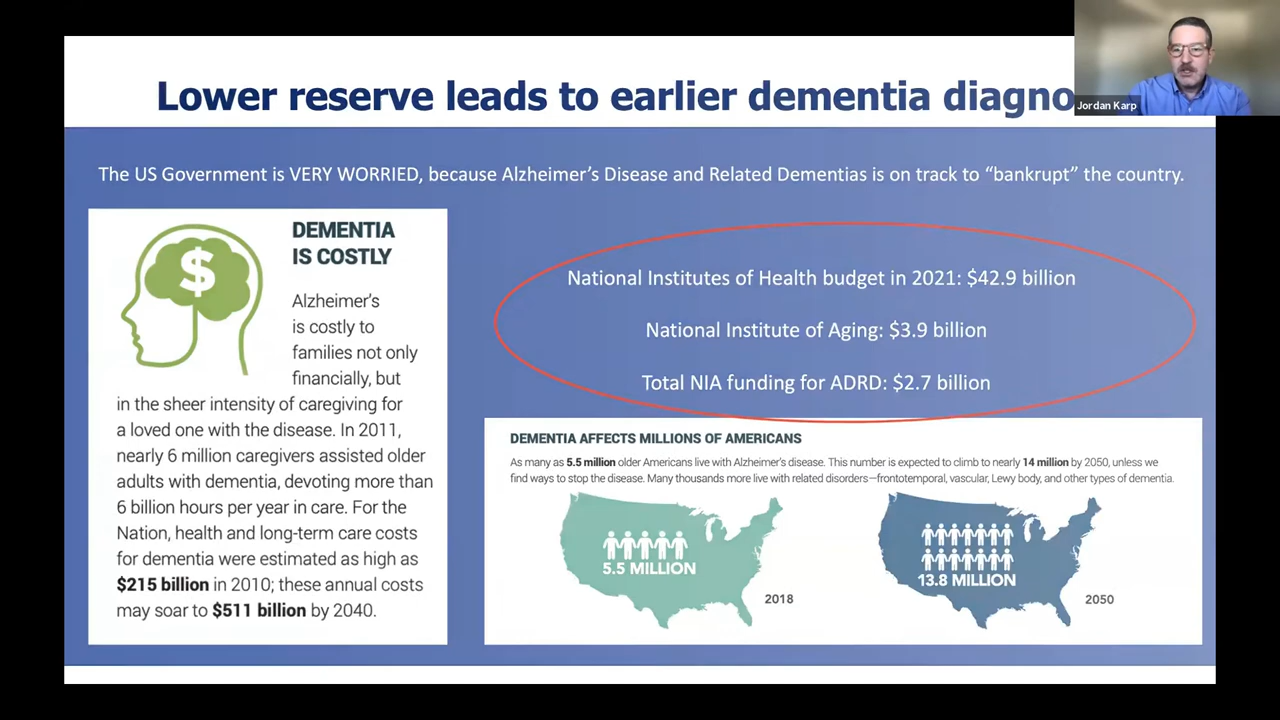 Lower reserve leads to earlier dementia diagno
Jordan Karp
The US Government is VERY WORRIED, because Alzheimer's Disease and Related Dementias is on track to “bankrupt” the country.
$
DEMENTIA
IS COSTLY
Alzheimer's
is costly to
families not only
financially, but
in the sheer intensity of caregiving for
a loved one with the disease. In 2011,
nearly 6 million caregivers assisted older
adults with dementia, devoting more than
6 billion hours per year in care. For the
Nation, health and long-term care costs
for dementia were estimated as high as
$215 billion in 2010; these annual costs
may soar to $511 billion by 2040.
National Institutes of Health budget in 2021: $42.9 billion
National Institute of Aging: $3.9 billion
Total NIA funding for ADRD: $2.7 billion
DEMENTIA AFFECTS MILLIONS OF AMERICANS
As many as 5.5 million older Americans live with Alzheimer's disease. This number is expected to climb to nearly 14 million by 2050, unless we
find ways to stop the disease. Many thousands more live with related disorders—frontotemporal, vascular, Lewy body, and other types of dementia.
5.5 MILLION
2018
13.8 MILLION
2050